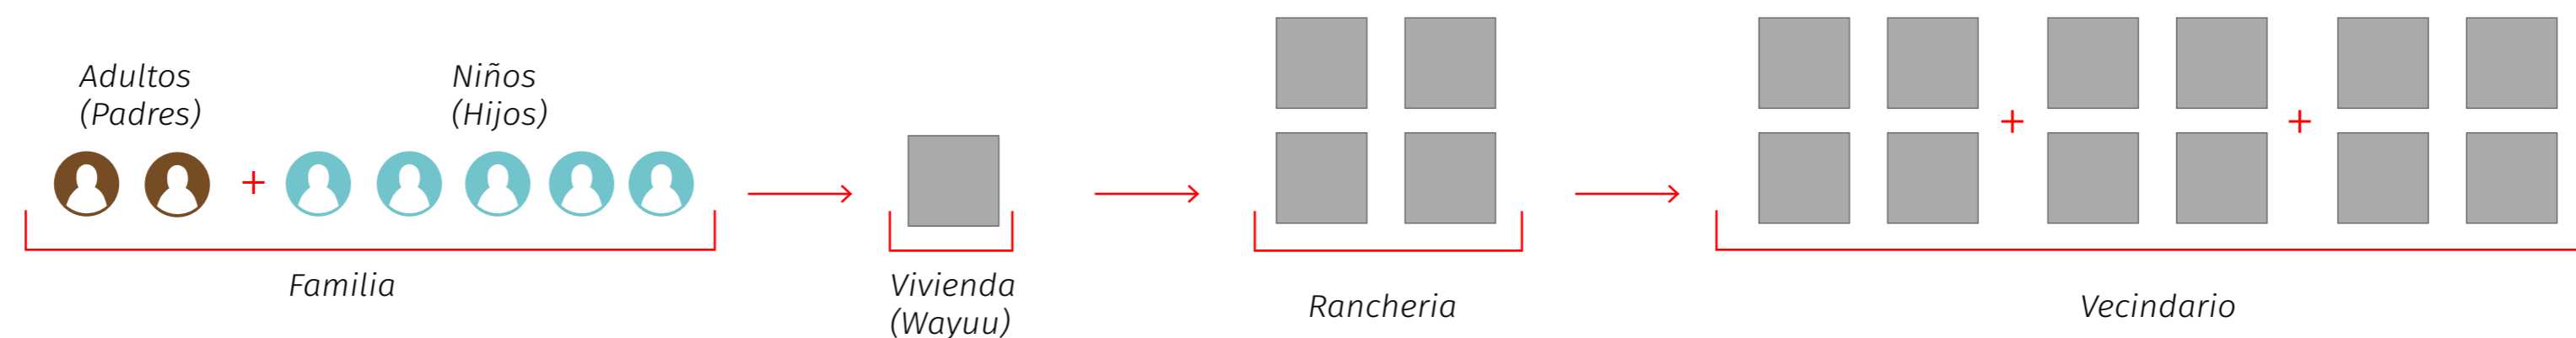 Adultos
(Padres)
Niños
(Hijos)
+
Familia
Vivienda
(Wayuu)
Rancheria
+
+
Vecindario